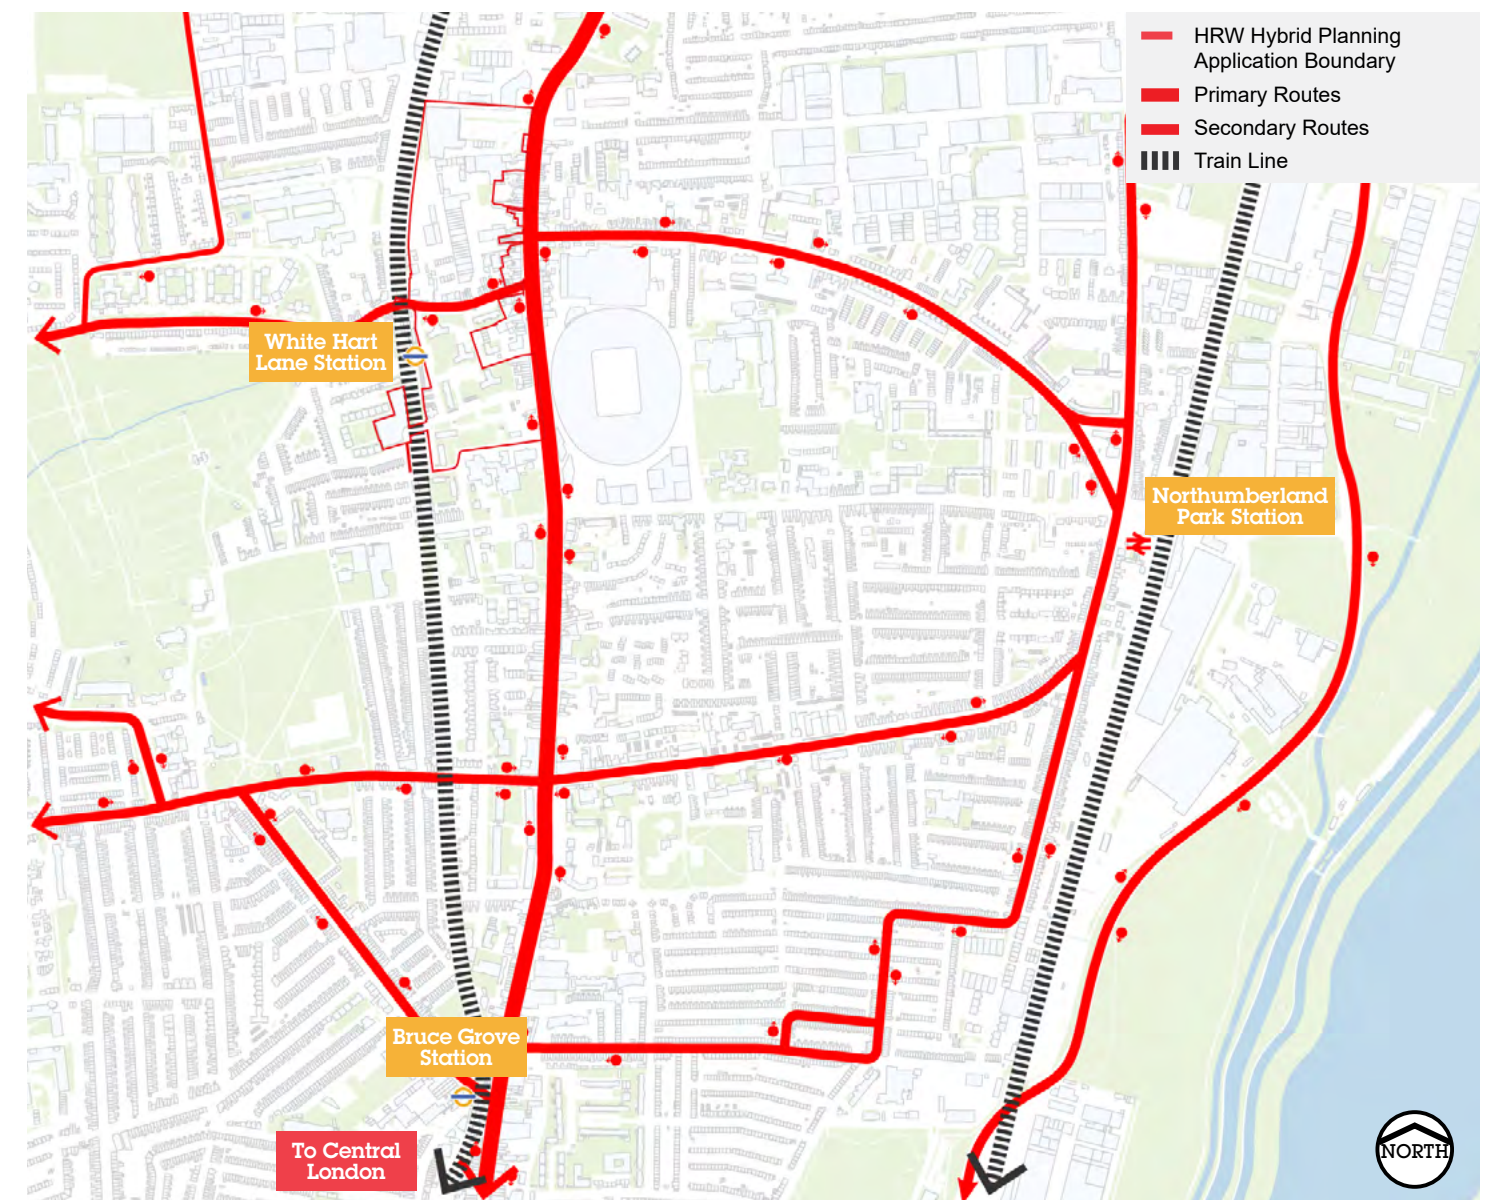 HRW Hybrid Planning
Application Boundary
Primary Routes
Secondary Routes
Train Line
White Hart
Lane Station
Northumberland
Park Station
Bruce Grove
Station
To Central
London
NORTH